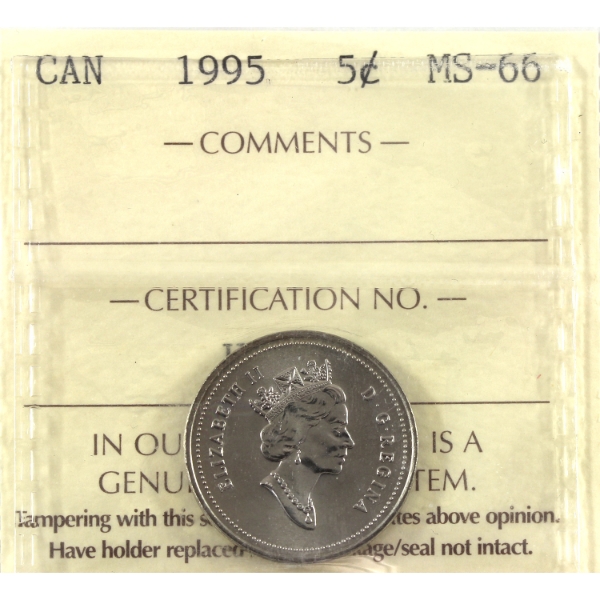 CAN 1995 5¢ MS-66
— COMMENTS —
— CERTIFICATION NO. —
ELIZABETH II D·G·REGINA
IN OU IS A
GENU TEM.
Tampering with this s tes above opinion.
Have holder replaced age/seal not intact.